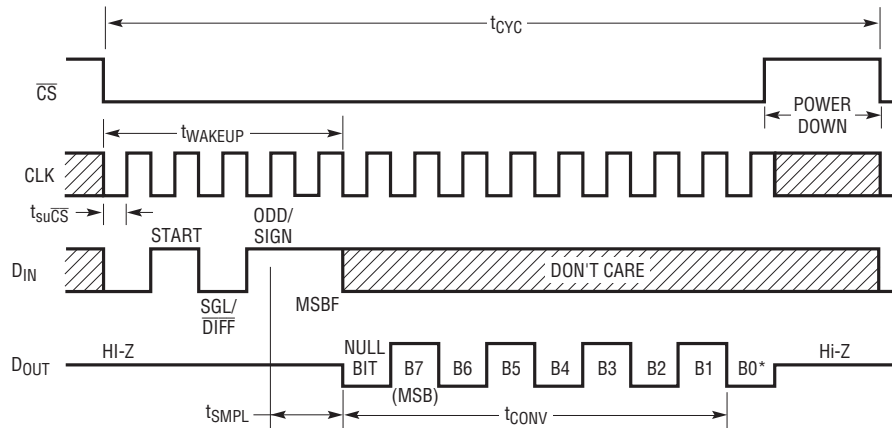 tCYC
CS
POWER
DOWN
tWAKEUP
CLK
tsuCS
START
ODD/
SIGN
DIN
DON'T CARE
SGL/
DIFF
MSBF
DOUT
HI-Z
NULL
BIT
B7
(MSB)
B6
B5
B4
B3
B2
B1
B0*
Hi-Z
tSMPL
tCONV